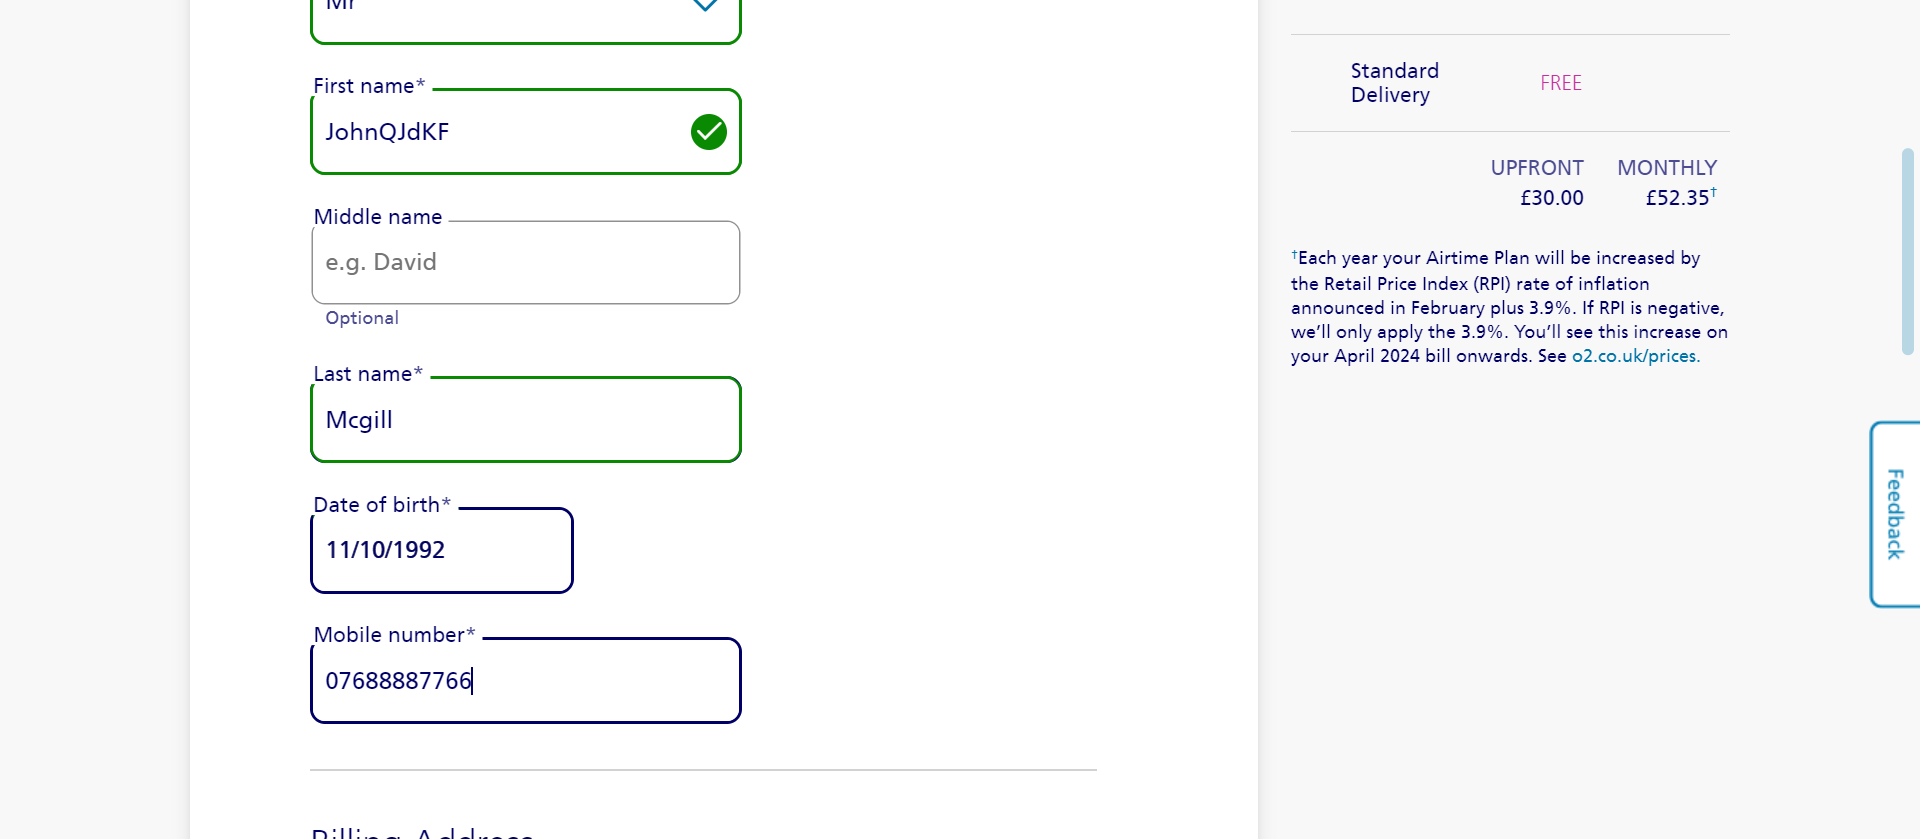 Mr
First name*
JohnQJdKF
Middle name
e.g. David
Optional
Last name*
Mcgill
Date of birth*
11/10/1992
Mobile number*
07688887766
Billing Address
Standard
Delivery
FREE
UPFRONT MONTHLY
£30.00 £52.35†
†Each year your Airtime Plan will be increased by
the Retail Price Index (RPI) rate of inflation
announced in February plus 3.9%. If RPI is negative,
we’ll only apply the 3.9%. You’ll see this increase on
your April 2024 bill onwards. See o2.co.uk/prices.
Feedback